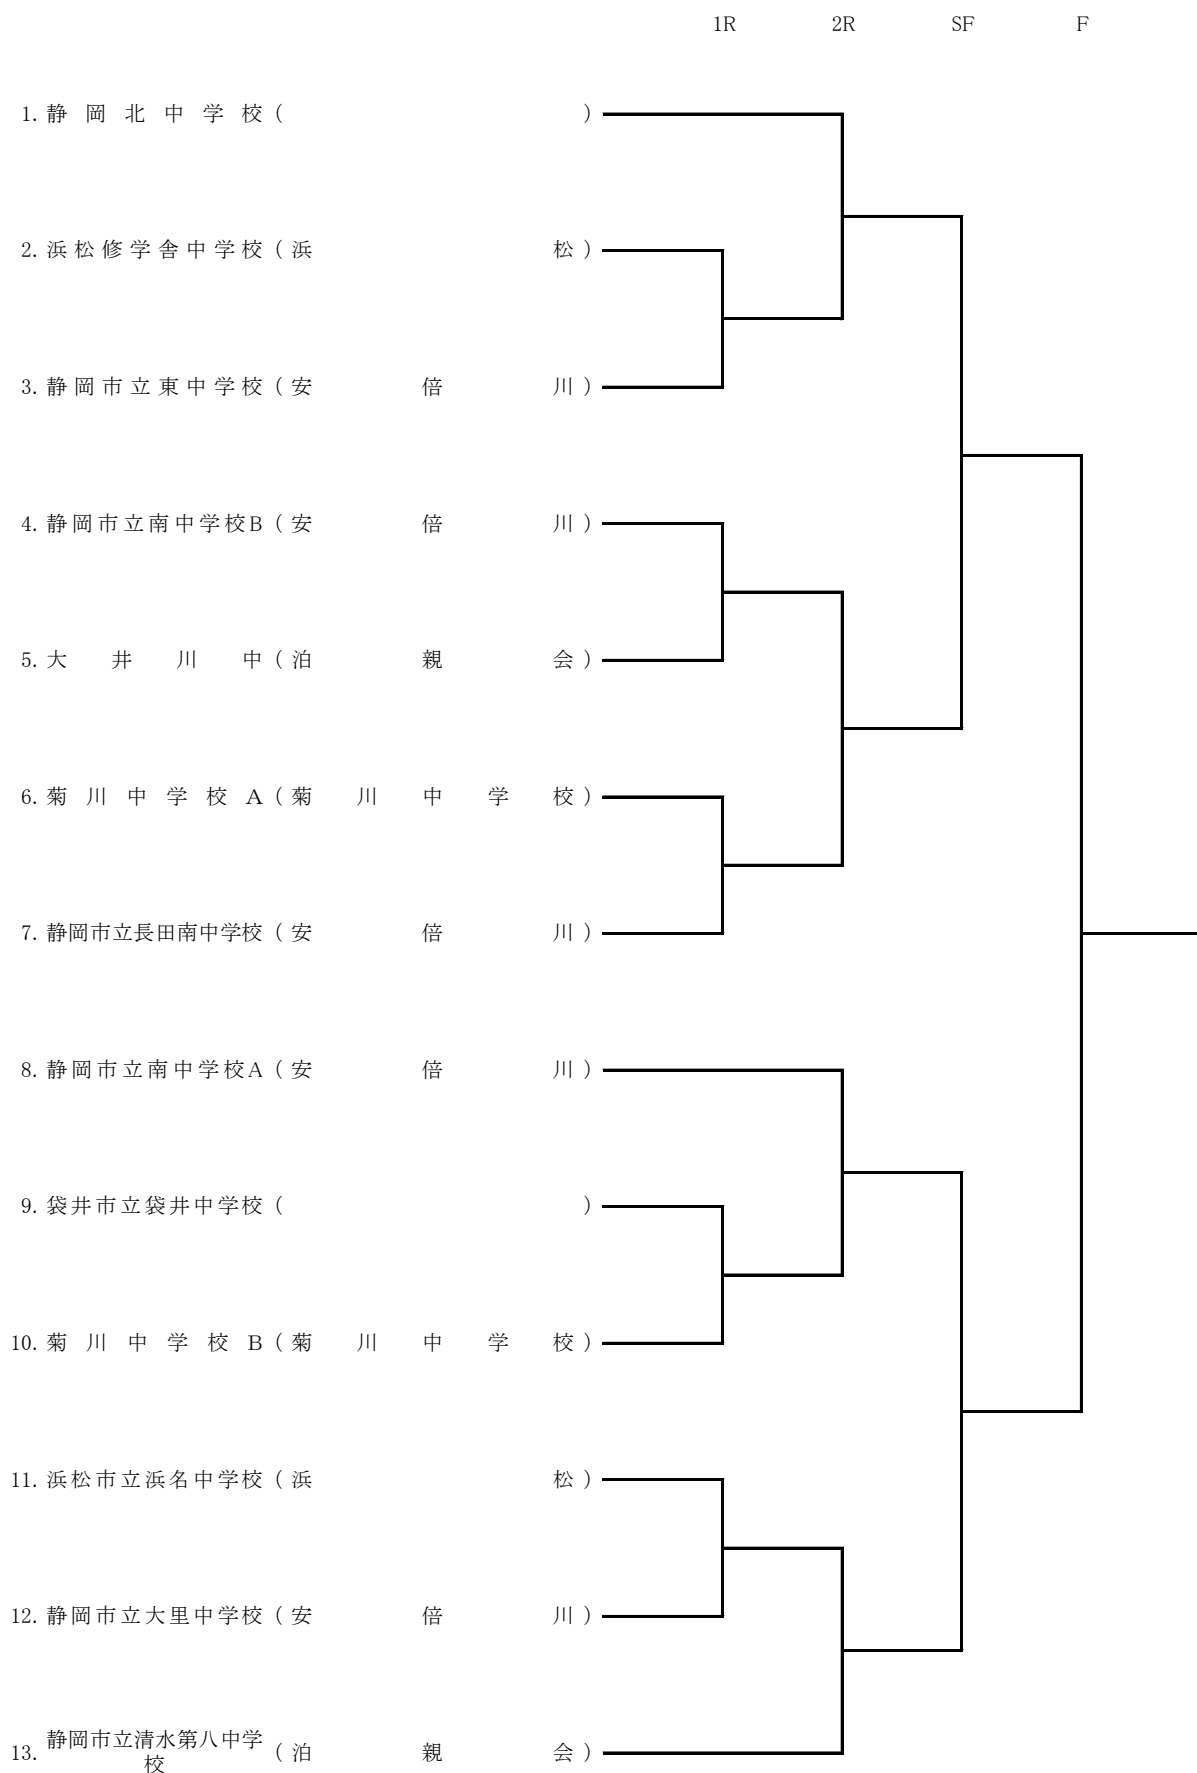 1R 2R SF F
1. 静岡北中学校 ( )
2. 浜松修学舎中学校 (浜松)
3. 静岡市立東中学校 (安倍川)
4. 静岡市立南中学校B (安倍川)
5. 大井川中 (泊親会)
6. 菊川中学校A (菊川中学校)
7. 静岡市立長田南中学校 (安倍川)
8. 静岡市立南中学校A (安倍川)
9. 袋井市立袋井中学校 ( )
10. 菊川中学校B (菊川中学校)
11. 浜松市立浜名中学校 (浜松)
12. 静岡市立大里中学校 (安倍川)
13. 静岡市立清水第八中学
校 (泊親会)